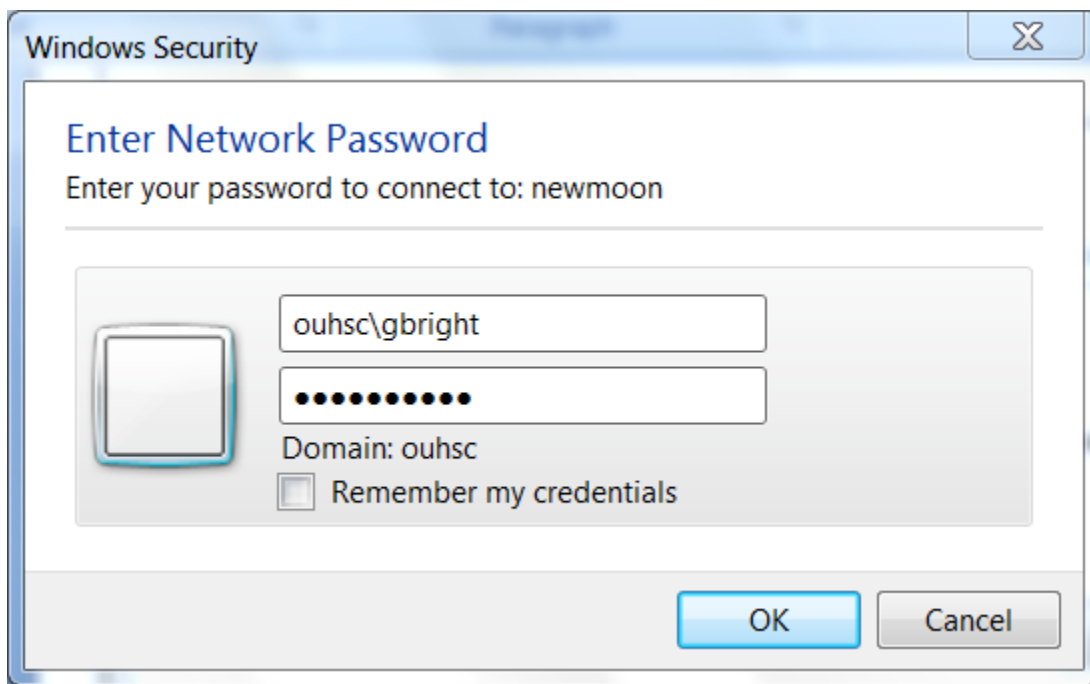 Paragraph
Windows Security
Enter Network Password
Enter your password to connect to: newmoon
ouhsc\gbright
●●●●●●●●●●
Domain: ouhsc
Remember my credentials
OK
Cancel